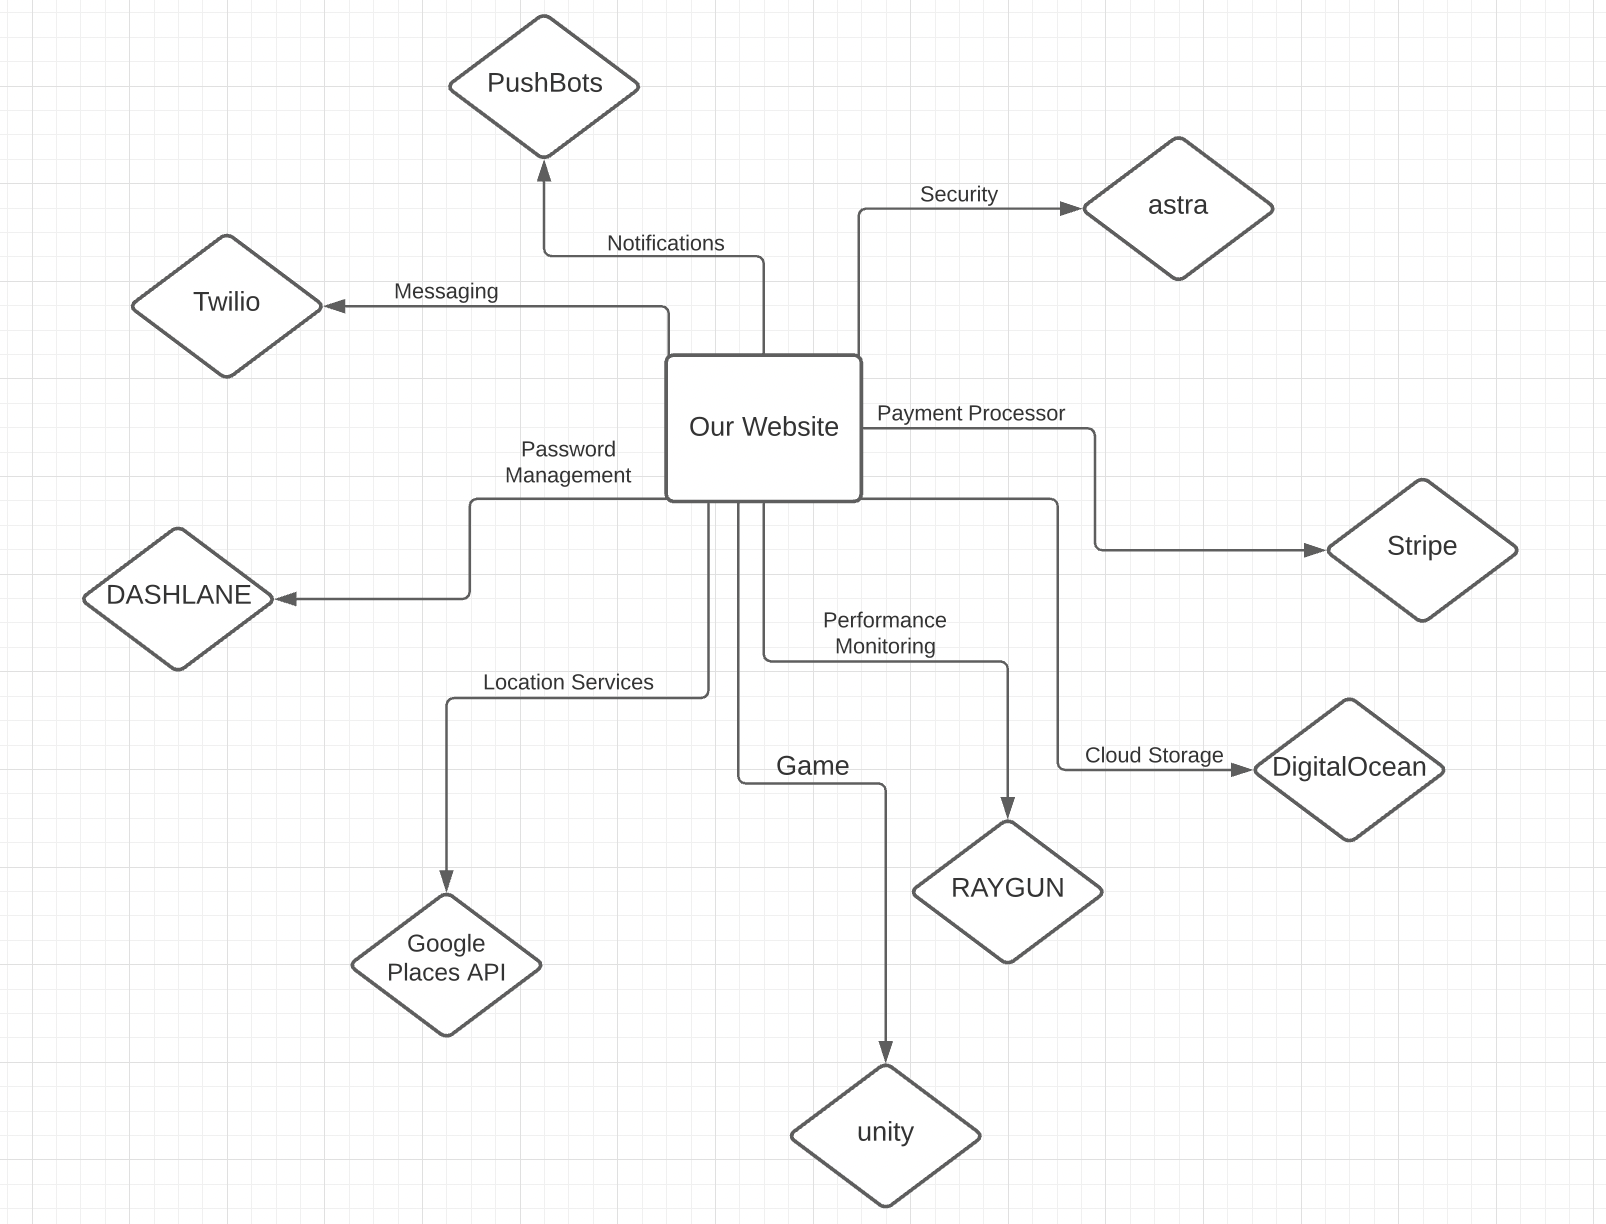 PushBots
Security
astra
Notifications
Messaging
Twilio
Our Website
Payment Processor
Password
Management
Stripe
DASHLANE
Performance
Monitoring
Location Services
Cloud Storage
DigitalOcean
Game
RAYGUN
Google
Places API
unity